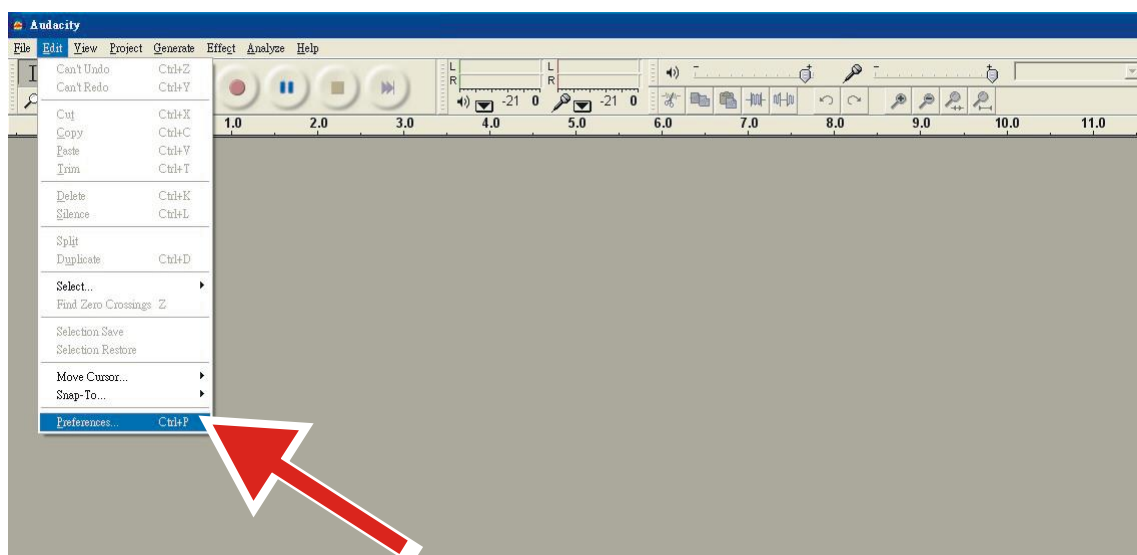 Audacity
File Edit View Project Generate Effect Analyze Help
Can't Undo Ctrl+Z
Can't Redo Ctrl+Y
Cut Ctrl+X
Copy Ctrl+C
Paste Ctrl+V
Trim Ctrl+T
Delete Ctrl+K
Silence Ctrl+L
Split
Duplicate Ctrl+D
Select...
Find Zero Crossings Z
Selection Save
Selection Restore
Move Cursor...
Snap-To...
Preferences... Ctrl+P
L L
R R
-21 0 -21 0
1.0 2.0 3.0 4.0 5.0 6.0 7.0 8.0 9.0 10.0 11.0